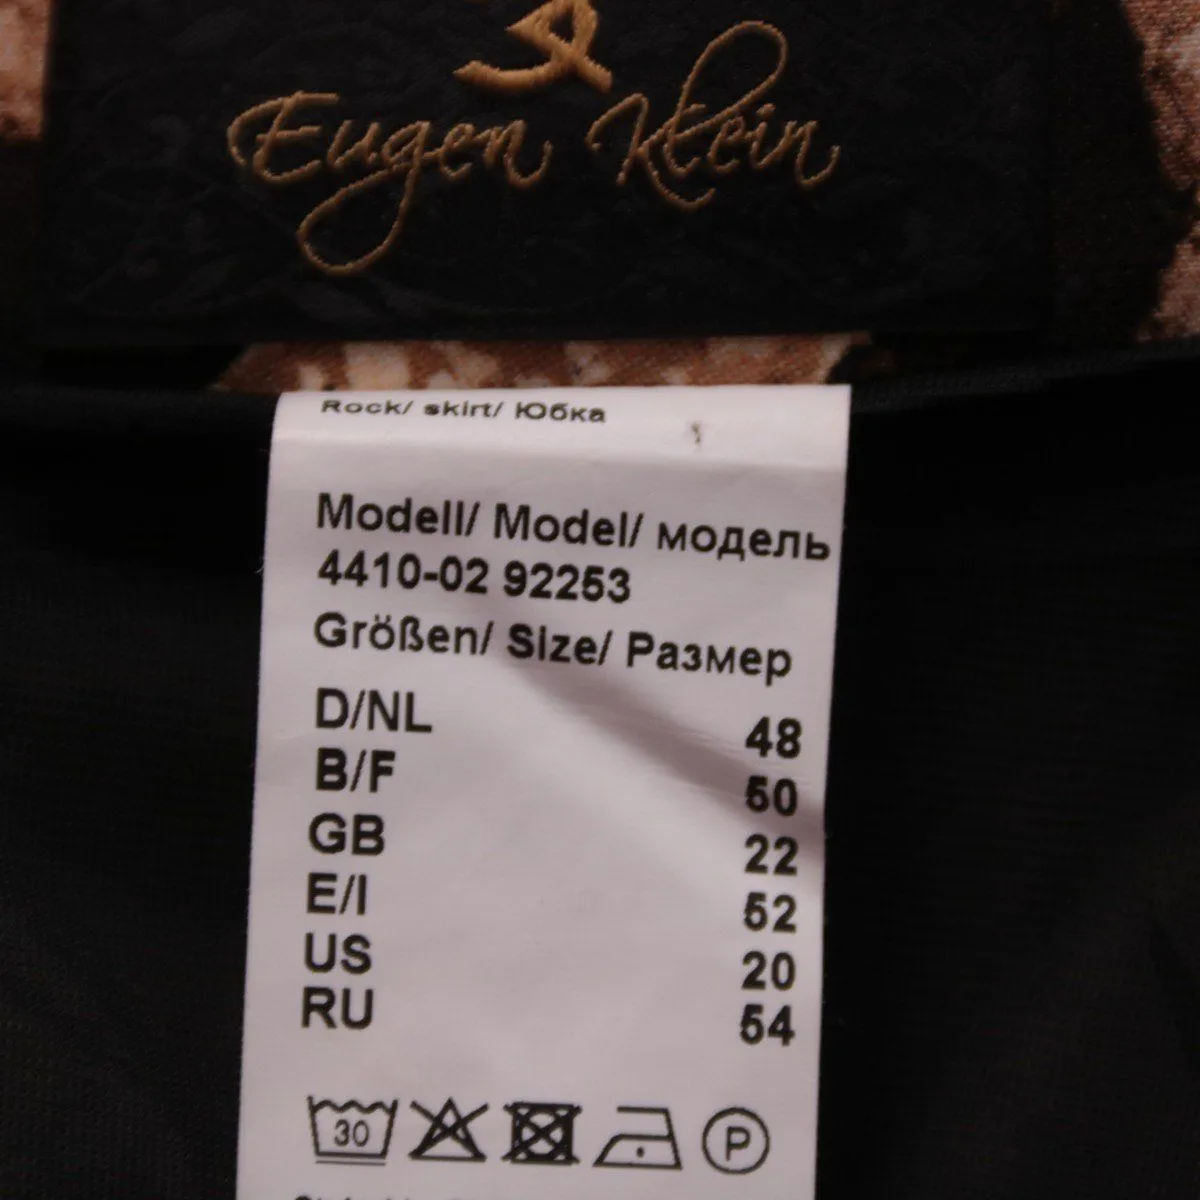 Eugen Klein
Rock/ skirt/ Юбка
Modell/ Model/ модель
4410-02 92253
Größen/ Size/ Размер
D/NL 48
B/F 50
GB 22
E/I 52
US 20
RU 54
30 P